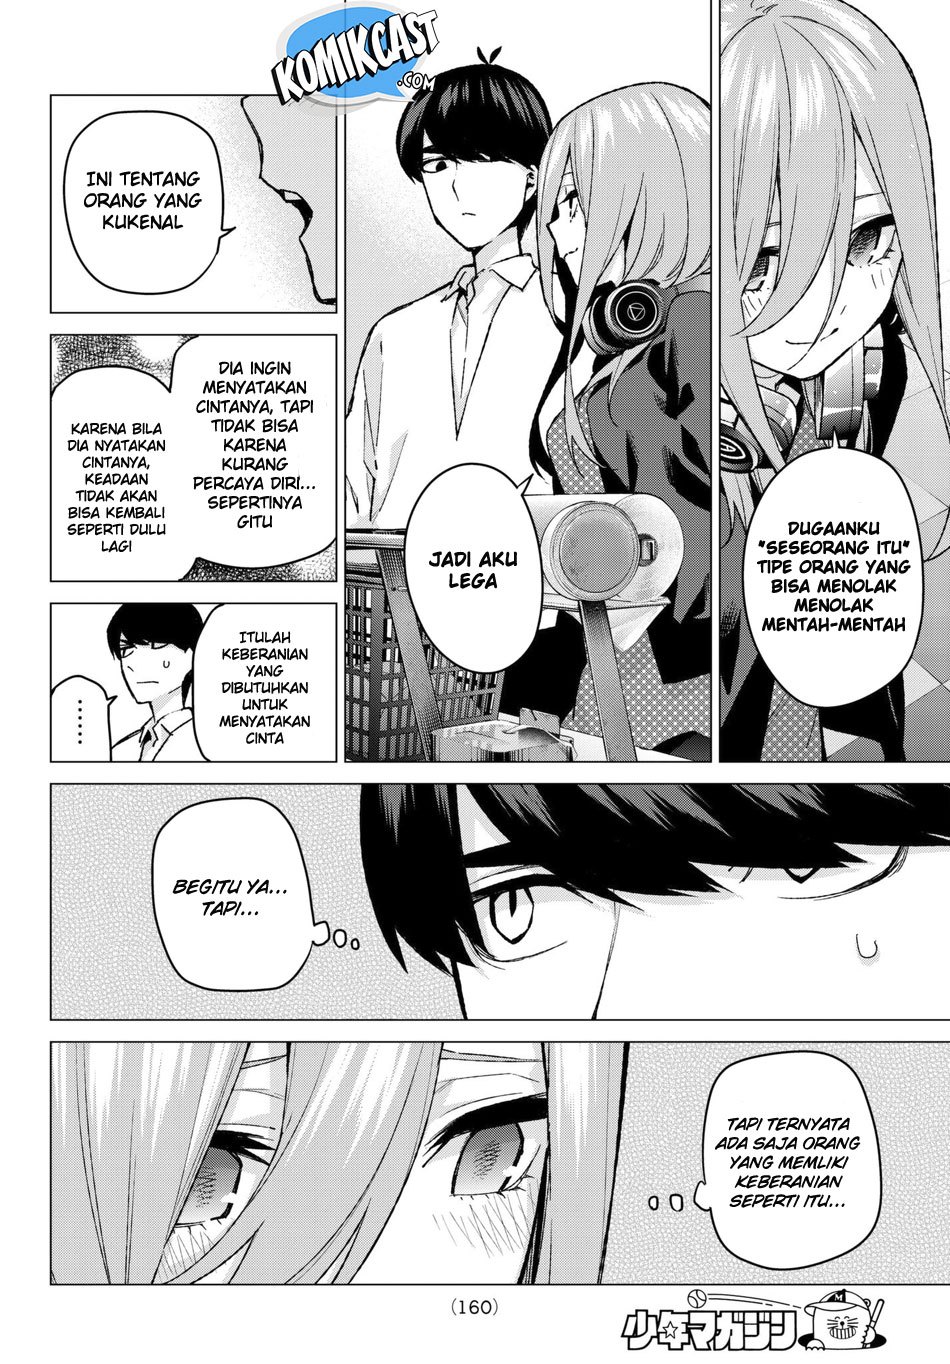 KOMIKCAST
.COM
DUGAANKU
"SESEORANG ITU"
TIPE ORANG YANG
BISA MENOLAK
MENOLAK
MENTAH-MENTAH
JADI AKU
LEGA
INI TENTANG
ORANG YANG
KUKENAL
DIA INGIN
MENYATAKAN
CINTANYA, TAPI
TIDAK BISA
KARENA
KURANG
PERCAYA DIRI...
SEPERTINYA
GITU
KARENA BILA
DIA NYATAKAN
CINTANYA,
KEADAAN
TIDAK AKAN
BISA KEMBALI
SEPERTI DULU
LAGI
ITULAH
KEBERANIAN
YANG
DIBUTUHKAN
UNTUK
MENYATAKAN
CINTA
........
BEGITU YA...
TAPI...
TAPI TERNYATA
ADA SAJA ORANG
YANG MEMLIKI
KEBERANIAN
SEPERTI ITU...
(160)
少年マガジン
M